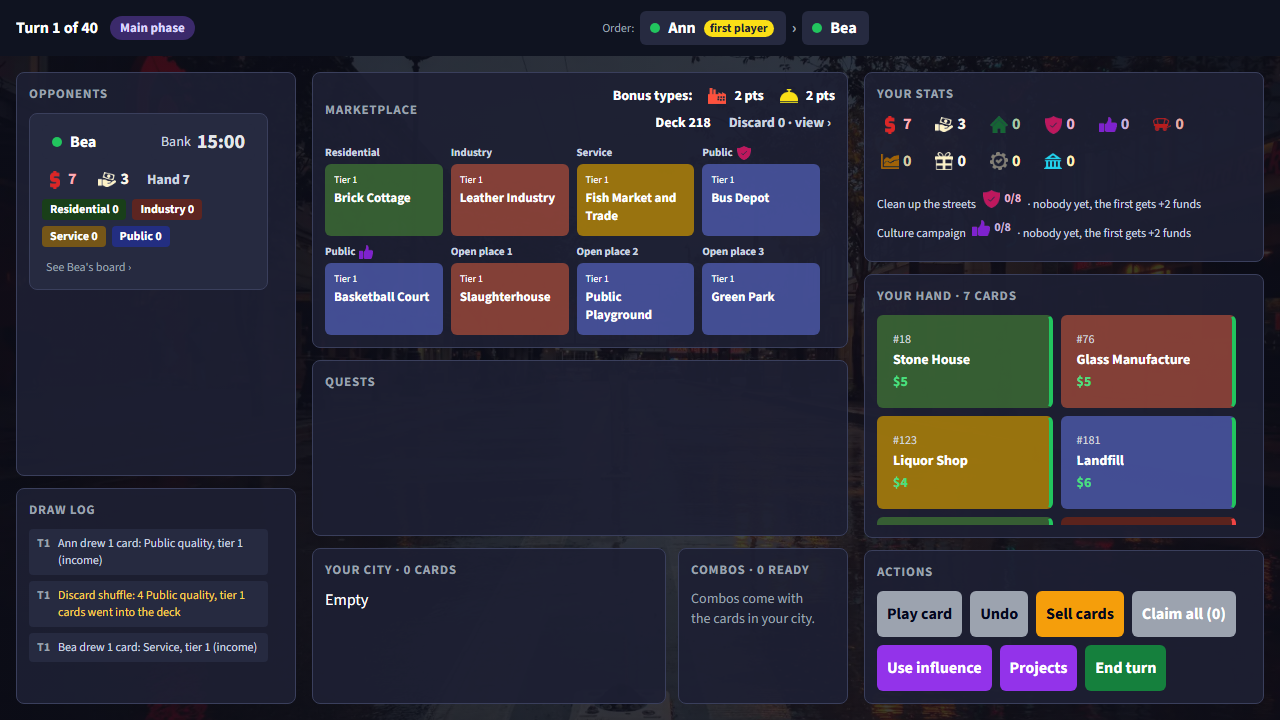 Turn 1 of 40
Main phase
Order:
Ann
first player
›
Bea
OPPONENTS
Bea
Bank 15:00
7
3
Hand 7
Residential 0
Industry 0
Service 0
Public 0
See Bea's board ›
DRAW LOG
T1 Ann drew 1 card: Public quality, tier 1
(income)
T1 Discard shuffle: 4 Public quality, tier 1
cards went into the deck
T1 Bea drew 1 card: Service, tier 1 (income)
MARKETPLACE
Bonus types: 2 pts 2 pts
Deck 218 Discard 0 · view ›
Residential
Tier 1
Brick Cottage
Industry
Tier 1
Leather Industry
Service
Tier 1
Fish Market and
Trade
Public
Tier 1
Bus Depot
Public
Tier 1
Basketball Court
Open place 1
Tier 1
Slaughterhouse
Open place 2
Tier 1
Public
Playground
Open place 3
Tier 1
Green Park
QUESTS
YOUR CITY · 0 CARDS
Empty
COMBOS · 0 READY
Combos come with
the cards in your city.
YOUR STATS
7 3 0 0 0 0
0 0 0 0
Clean up the streets 0/8 · nobody yet, the first gets +2 funds
Culture campaign 0/8 · nobody yet, the first gets +2 funds
YOUR HAND · 7 CARDS
#18
Stone House
$5
#76
Glass Manufacture
$5
#123
Liquor Shop
$4
#181
Landfill
$6
ACTIONS
Play card
Undo
Sell cards
Claim all (0)
Use influence
Projects
End turn